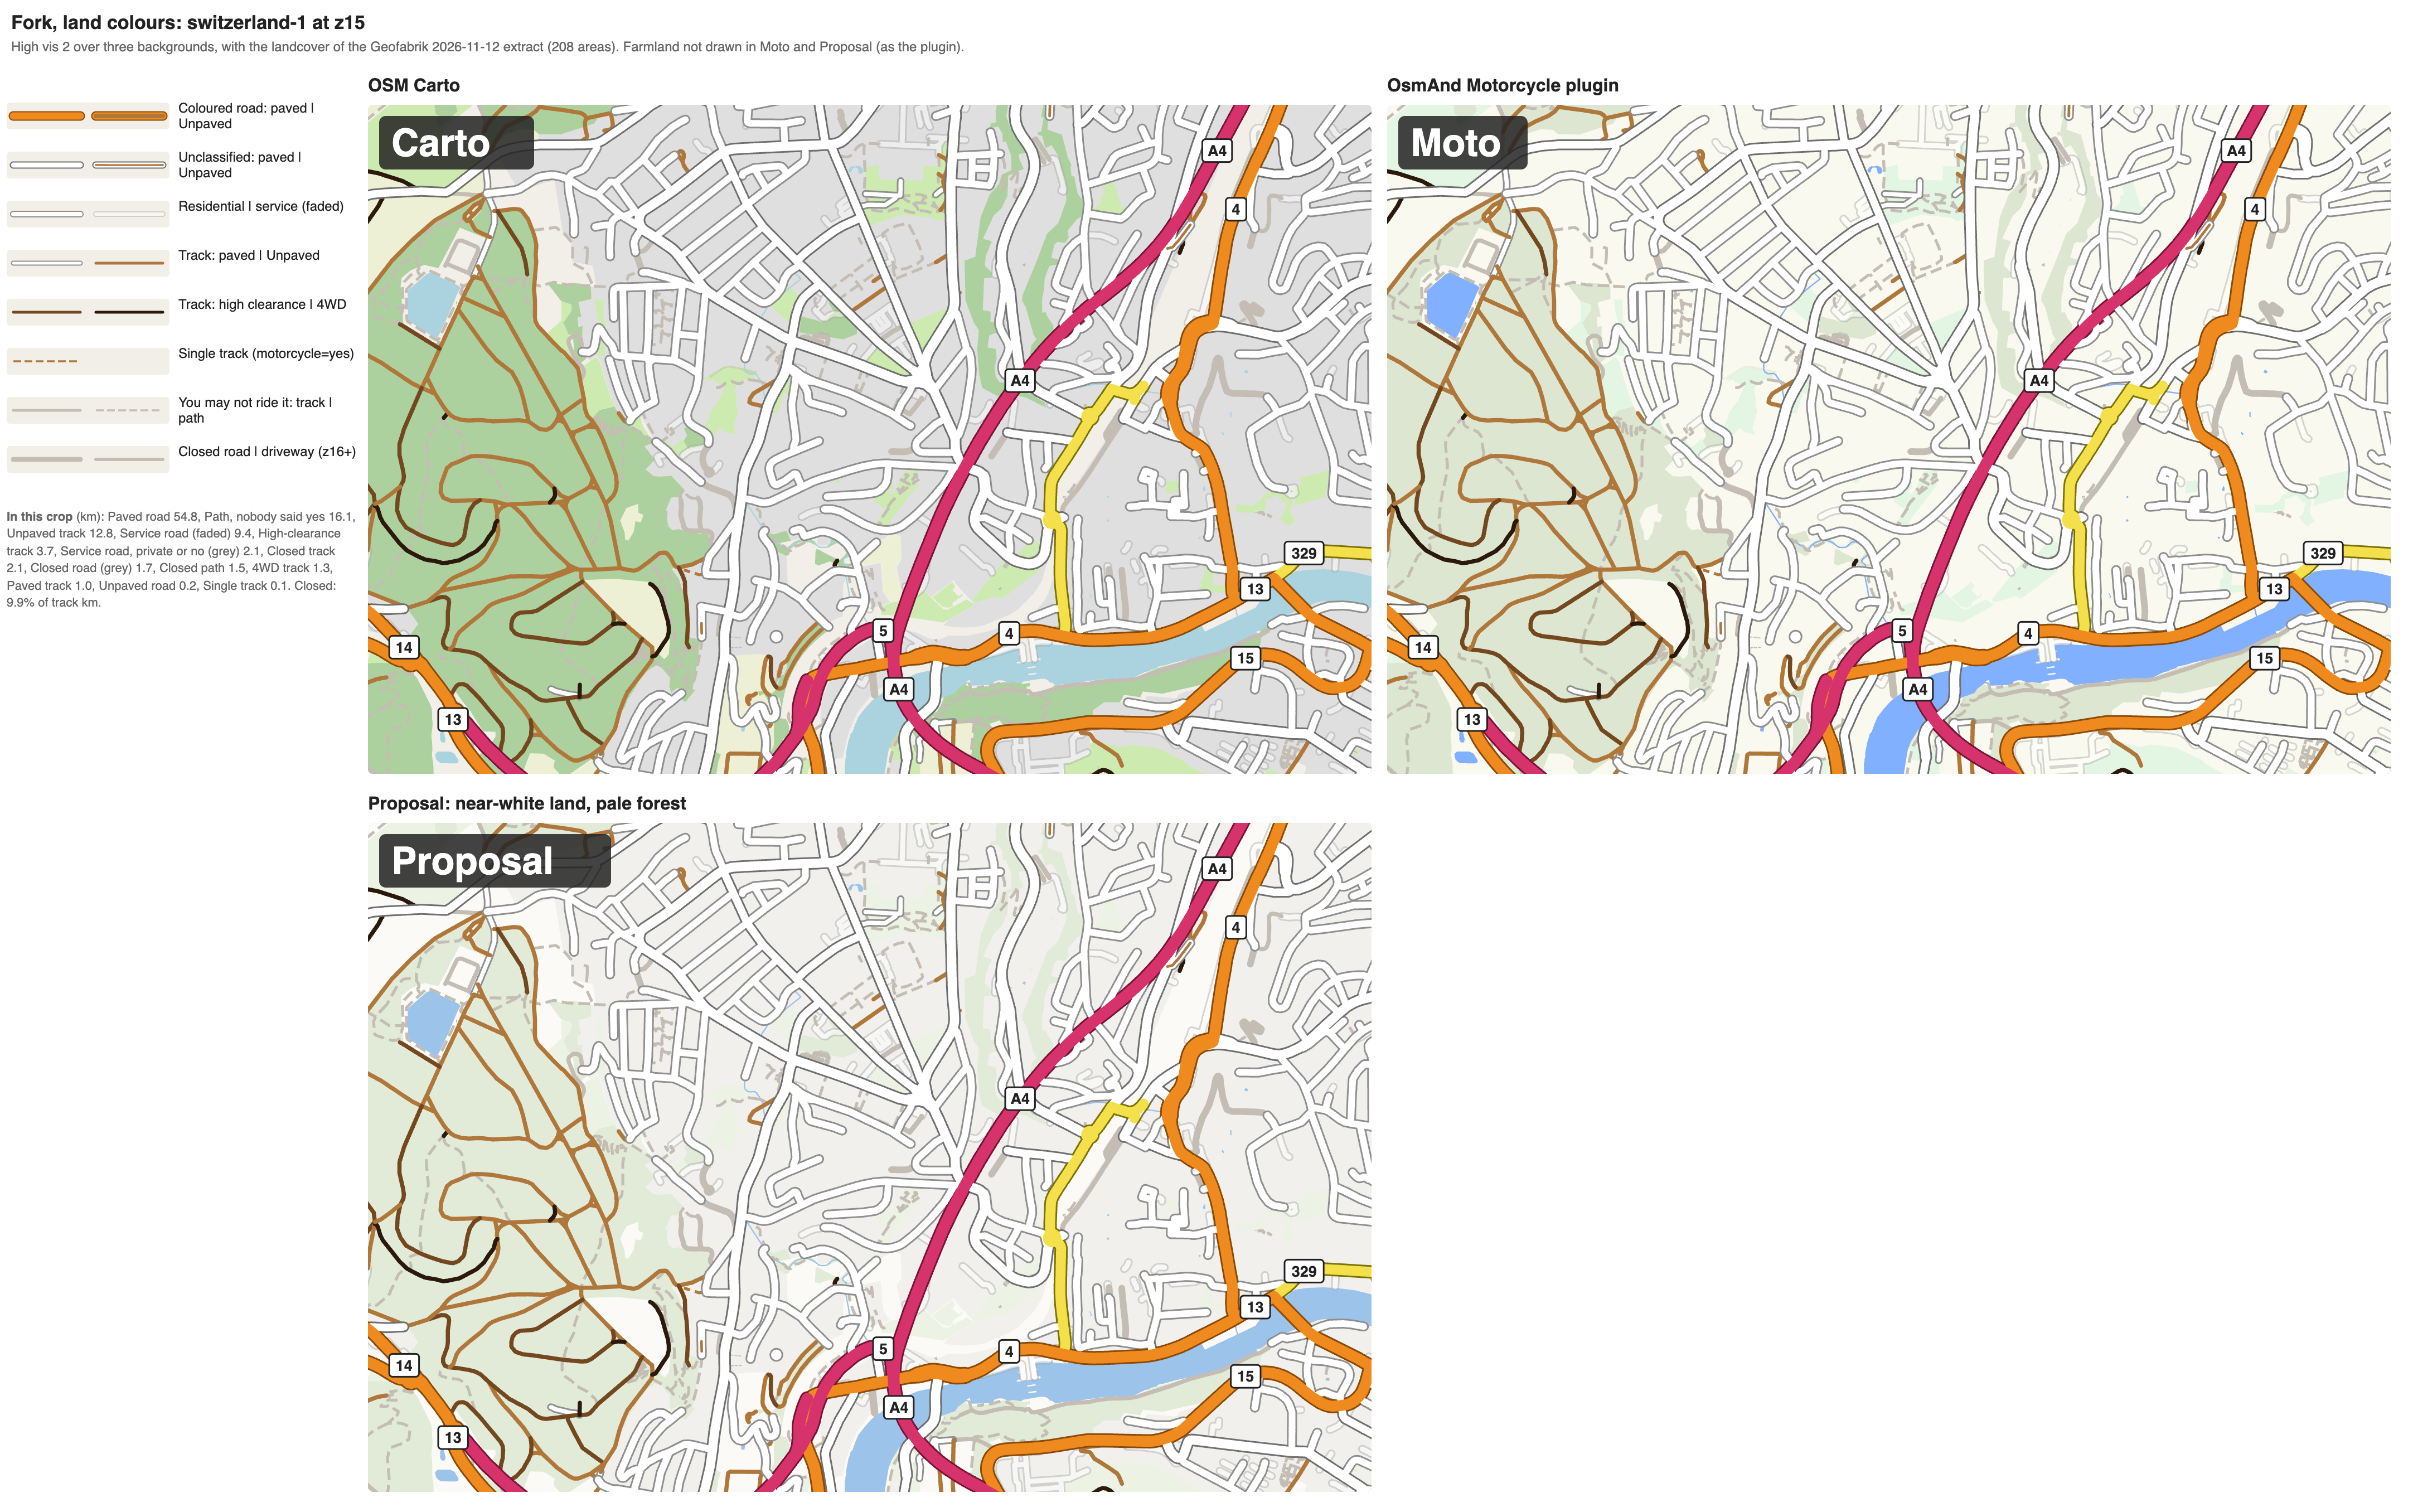 Fork, land colours: switzerland-1 at z15
High vis 2 over three backgrounds, with the landcover of the Geofabrik 2026-11-12 extract (208 areas). Farmland not drawn in Moto and Proposal (as the plugin).
Coloured road: paved |
Unpaved
Unclassified: paved |
Unpaved
Residential | service (faded)
Track: paved | Unpaved
Track: high clearance | 4WD
Single track (motorcycle=yes)
You may not ride it: track |
path
Closed road | driveway (z16+)
In this crop (km): Paved road 54.8, Path, nobody said yes 16.1,
Unpaved track 12.8, Service road (faded) 9.4, High-clearance
track 3.7, Service road, private or no (grey) 2.1, Closed track
2.1, Closed road (grey) 1.7, Closed path 1.5, 4WD track 1.3,
Paved track 1.0, Unpaved road 0.2, Single track 0.1. Closed:
9.9% of track km.
OSM Carto
Carto
A4
4
A4
329
13
5
4
14
15
A4
13
OsmAnd Motorcycle plugin
Moto
A4
4
A4
329
13
5
4
14
15
A4
13
Proposal: near-white land, pale forest
Proposal
A4
4
A4
329
13
5
4
14
15
A4
13